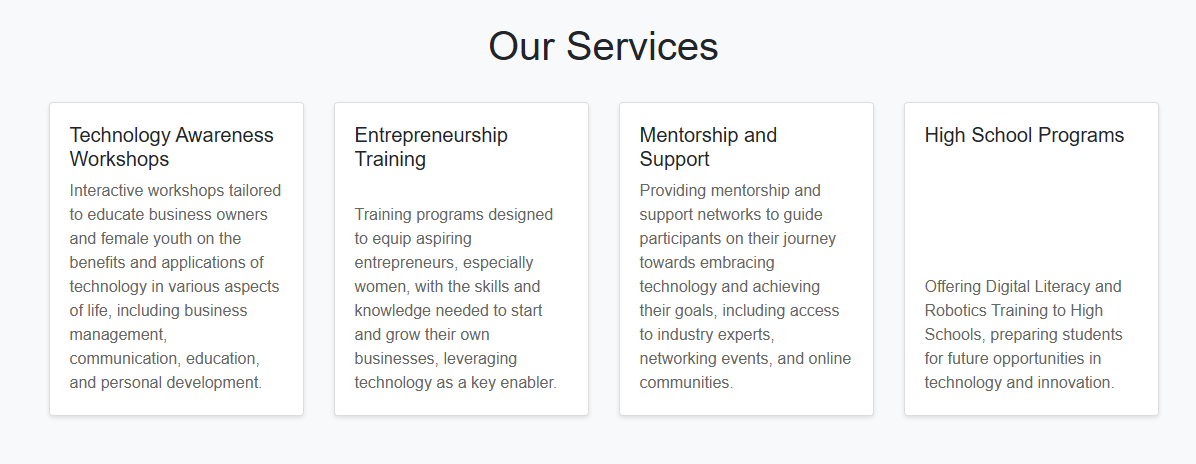 Our Services
Technology Awareness
Workshops
Interactive workshops tailored
to educate business owners
and female youth on the
benefits and applications of
technology in various aspects
of life, including business
management,
communication, education,
and personal development.
Entrepreneurship
Training
Training programs designed
to equip aspiring
entrepreneurs, especially
women, with the skills and
knowledge needed to start
and grow their own
businesses, leveraging
technology as a key enabler.
Mentorship and
Support
Providing mentorship and
support networks to guide
participants on their journey
towards embracing
technology and achieving
their goals, including access
to industry experts,
networking events, and online
communities.
High School Programs
Offering Digital Literacy and
Robotics Training to High
Schools, preparing students
for future opportunities in
technology and innovation.